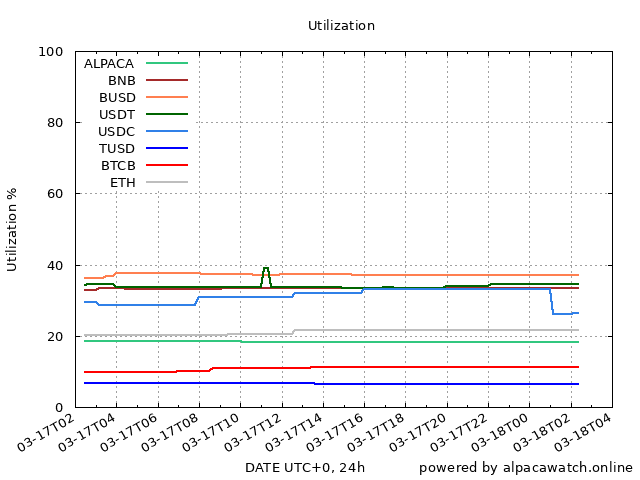 Utilization
Utilization %
100
80
60
40
20
0
ALPACA
BNB
BUSD
USDT
USDC
TUSD
BTCB
ETH
03-17T02
03-17T04
03-17T06
03-17T08
03-17T10
03-17T12
03-17T14
03-17T16
03-17T18
03-17T20
03-17T22
03-18T00
03-18T02
03-18T04
DATE UTC+0, 24h
powered by alpacawatch.online